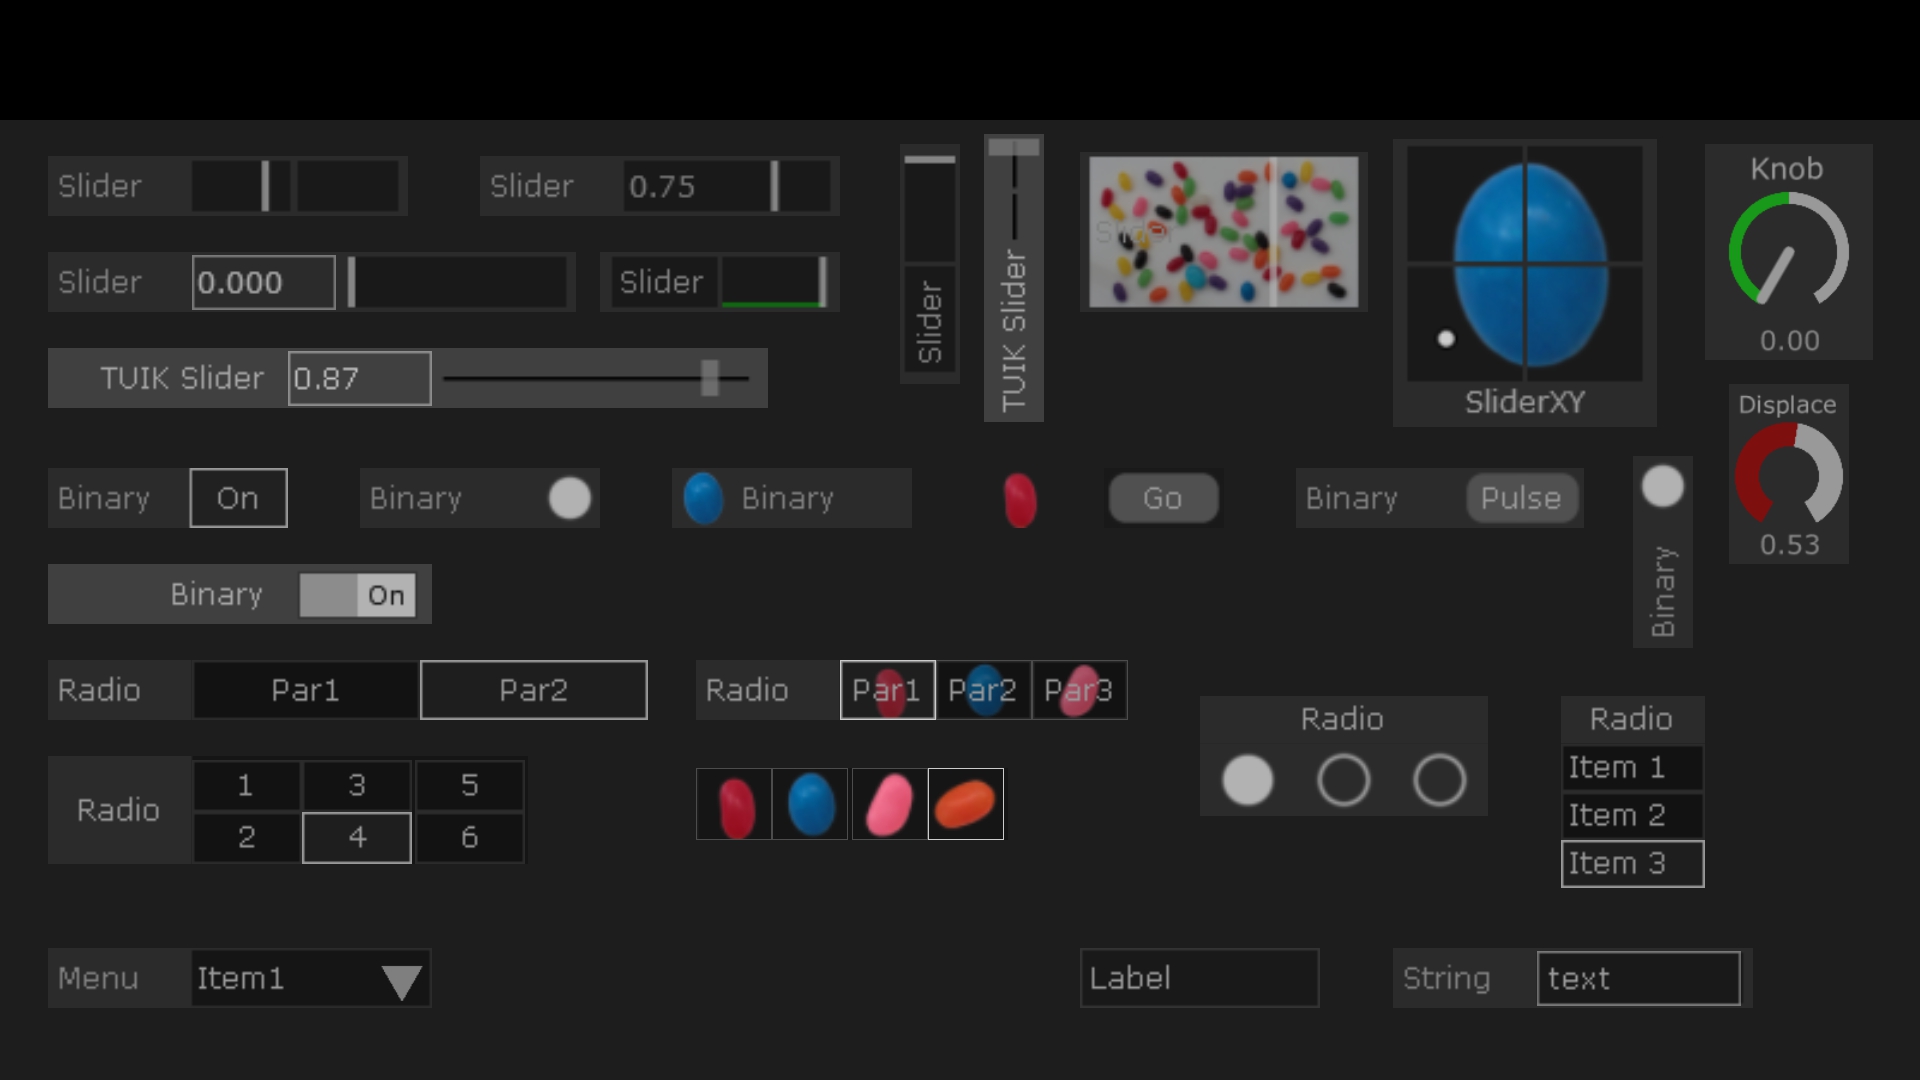 Slider
Slider 0.75
Slider
TUIK Slider
Slider
SliderXY
Knob
0.00
Slider 0.000
Slider
TUIK Slider 0.87
Displace
0.53
Binary On
Binary
Binary
Go
Binary Pulse
Binary
Binary On
Radio Par1 Par2
Radio Par1 Par2 Par3
Radio
Radio
Item 1
Item 2
Item 3
Radio
1 3 5
2 4 6
Menu Item1
Label
String text